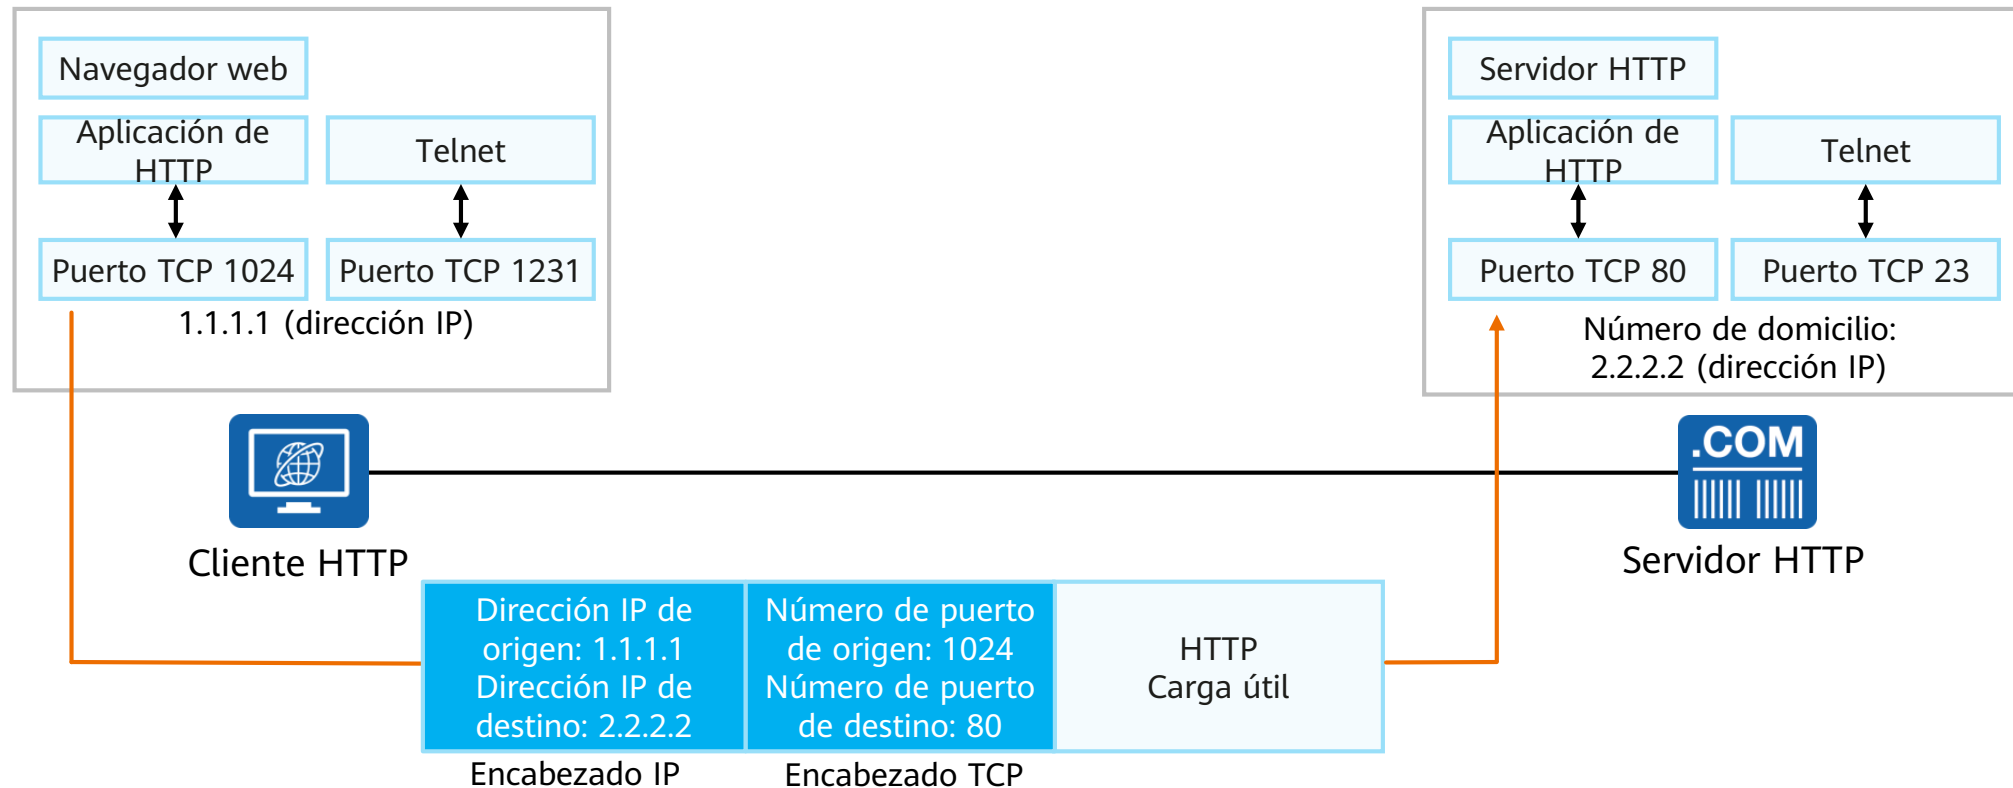 Navegador web
Aplicación de
HTTP
Telnet
Puerto TCP 1024
Puerto TCP 1231
1.1.1.1 (dirección IP)
Servidor HTTP
Aplicación de
HTTP
Telnet
Puerto TCP 80
Puerto TCP 23
Número de domicilio:
2.2.2.2 (dirección IP)
.COM
Cliente HTTP
Servidor HTTP
Dirección IP de
origen: 1.1.1.1
Dirección IP de
destino: 2.2.2.2
Número de puerto
de origen: 1024
Número de puerto
de destino: 80
HTTP
Carga útil
Encabezado IP
Encabezado TCP